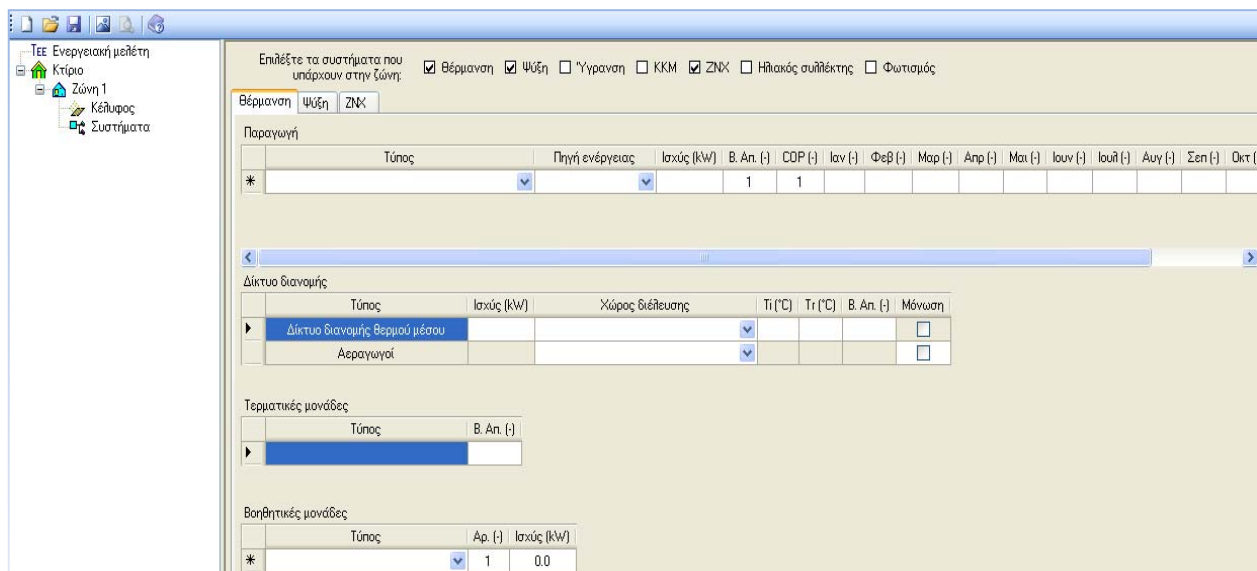 ΤΕΕ Ενεργειακή μελέτη
Κτίριο
Ζώνη 1
Κέλυφος
Συστήματα
Επιλέξτε τα συστήματα που υπάρχουν στην ζώνη:
Θέρμανση Ψύξη Ύγρανση ΚΚΜ ΖΝΧ Ηλιακός συλλέκτης Φωτισμός
Θέρμανση Ψύξη ΖΝΧ
Παραγωγή
Τύπος Πηγή ενέργειας Ισχύς (kW) Β. Απ. (-) COP (-) Ιαν (-) Φεβ (-) Μαρ (-) Απρ (-) Μαι (-) Ιουν (-) Ιουλ (-) Αυγ (-) Σεπ (-) Οκτ (
1 1
Δίκτυο διανομής
Τύπος Ισχύς (kW) Χώρος διέλευσης Ti (°C) Tr (°C) Β. Απ. (-) Μόνωση
Δίκτυο διανομής θερμού μέσου
Αεραγωγοί
Τερματικές μονάδες
Τύπος Β. Απ. (-)
Βοηθητικές μονάδες
Τύπος Αρ. (-) Ισχύς (kW)
1 0.0